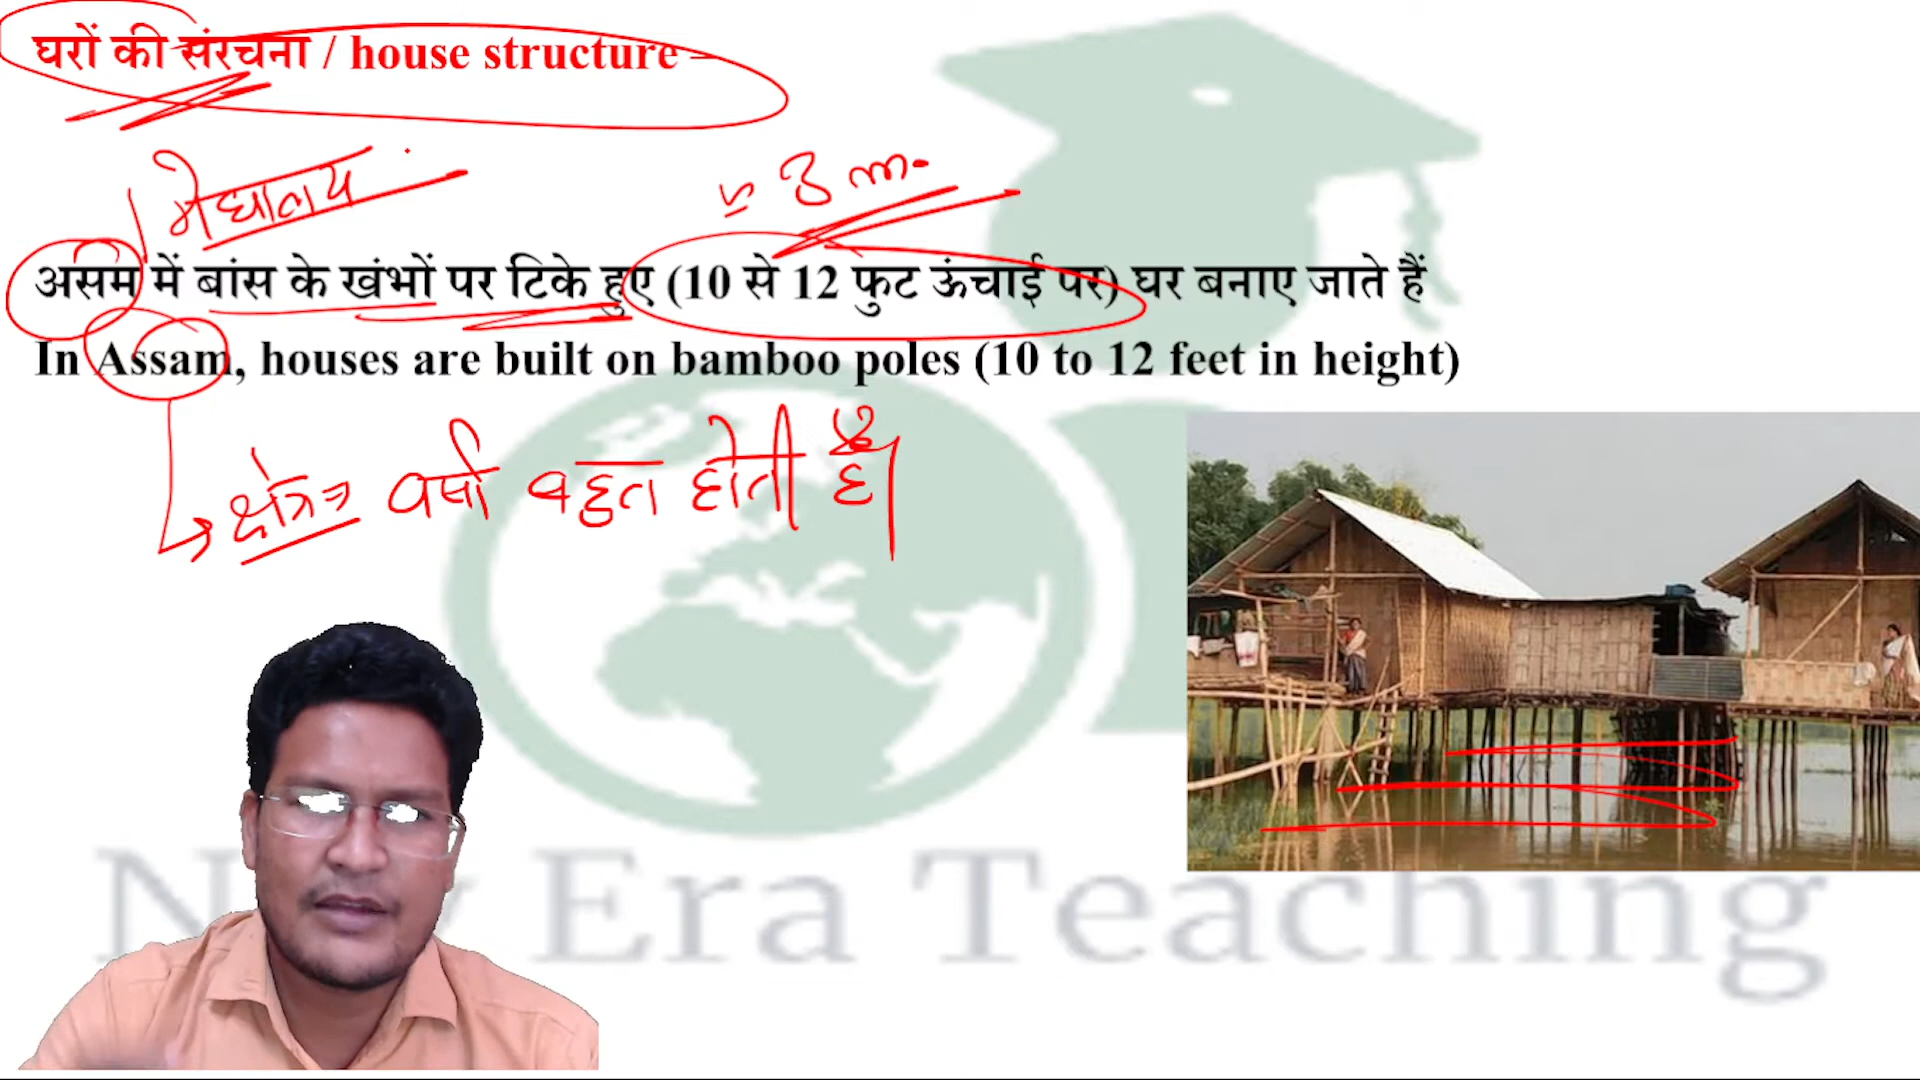 घरों की संरचना / house structure
मेघालय
≈ 3 m.
असम में बांस के खंभों पर टिके हुए (10 से 12 फुट ऊंचाई पर) घर बनाए जाते हैं
In Assam, houses are built on bamboo poles (10 to 12 feet in height)
वर्षा बहुत होती है।
Era Teaching